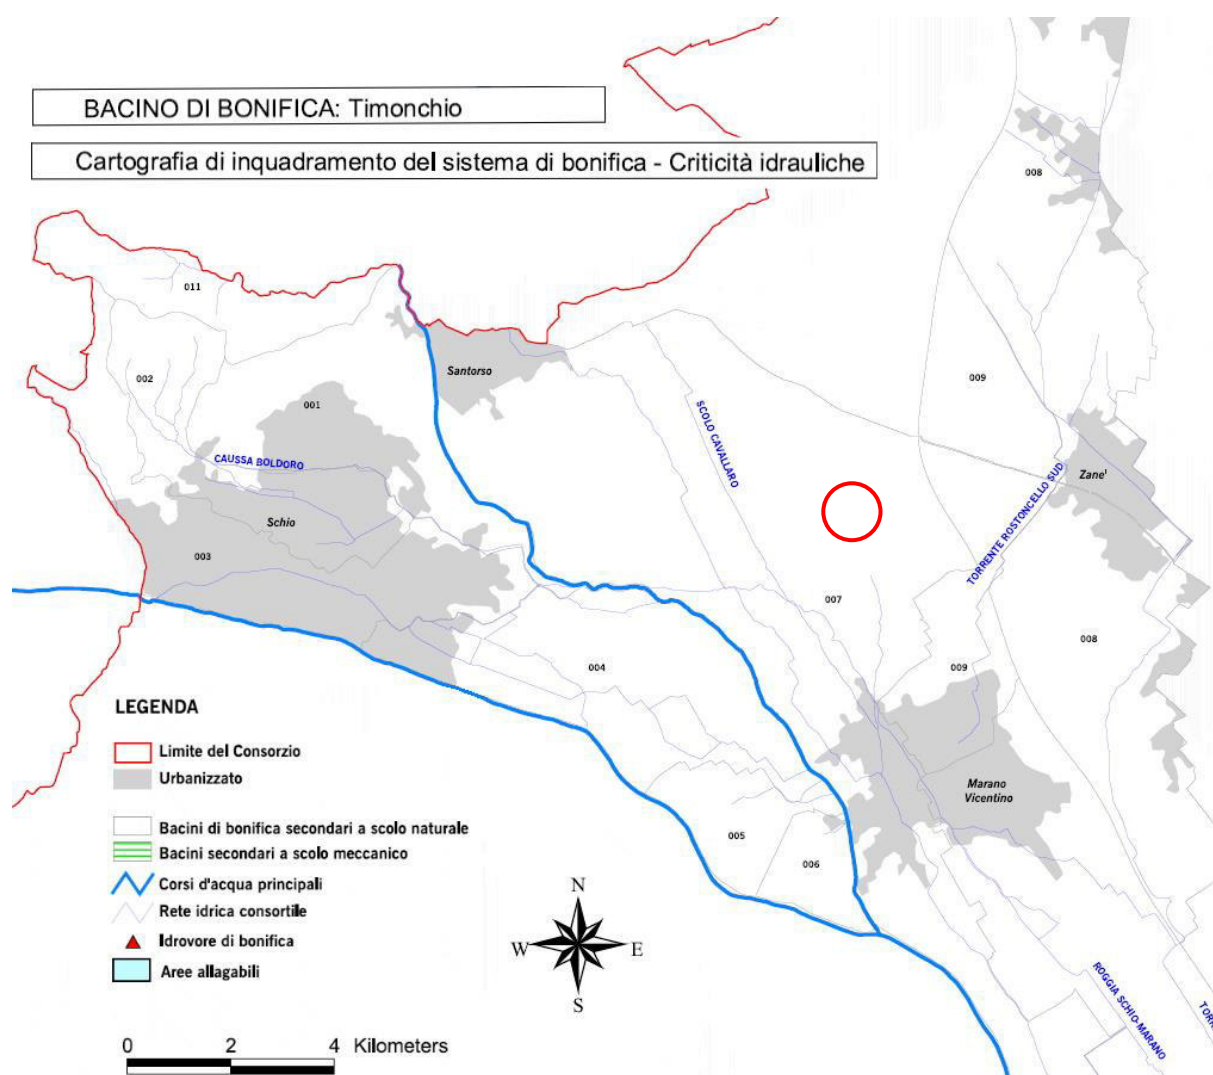 BACINO DI BONIFICA: Timonchio
Cartografia di inquadramento del sistema di bonifica - Criticità idrauliche
008
011
002
Santorso
009
001
SCOLO CAVALLARO
CAUSSA BOLDORO
TORRENTE ROSTONCELLO SUD
Zane'
Schio
003
007
008
004
009
LEGENDA
Limite del Consorzio
Urbanizzato
Marano
Vicentino
Bacini di bonifica secondari a scolo naturale
Bacini secondari a scolo meccanico
005
006
Corsi d'acqua principali
Rete idrica consortile
Idrovore di bonifica
Aree allagabili
N
W
E
S
ROGGIA SCHIO-MARANO
0 2 4 Kilometers